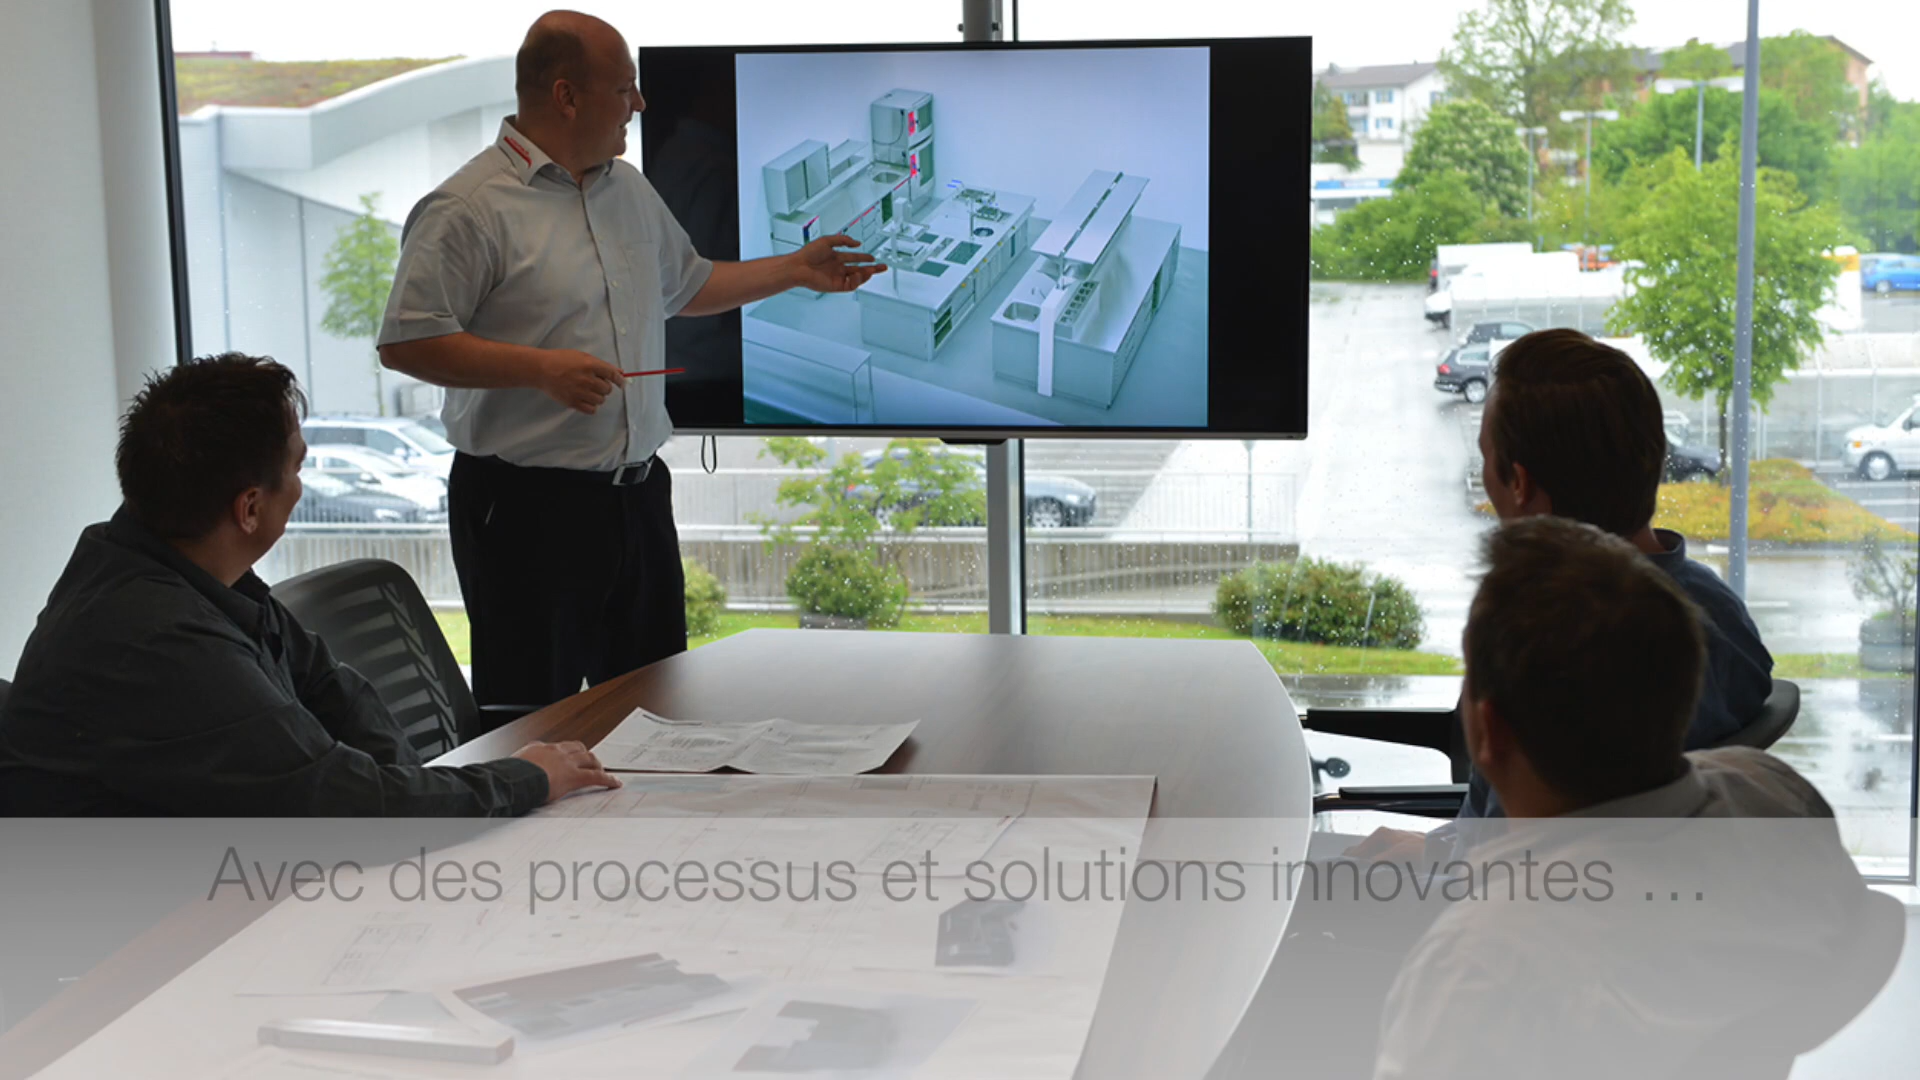 Avec des processus et solutions innovantes …